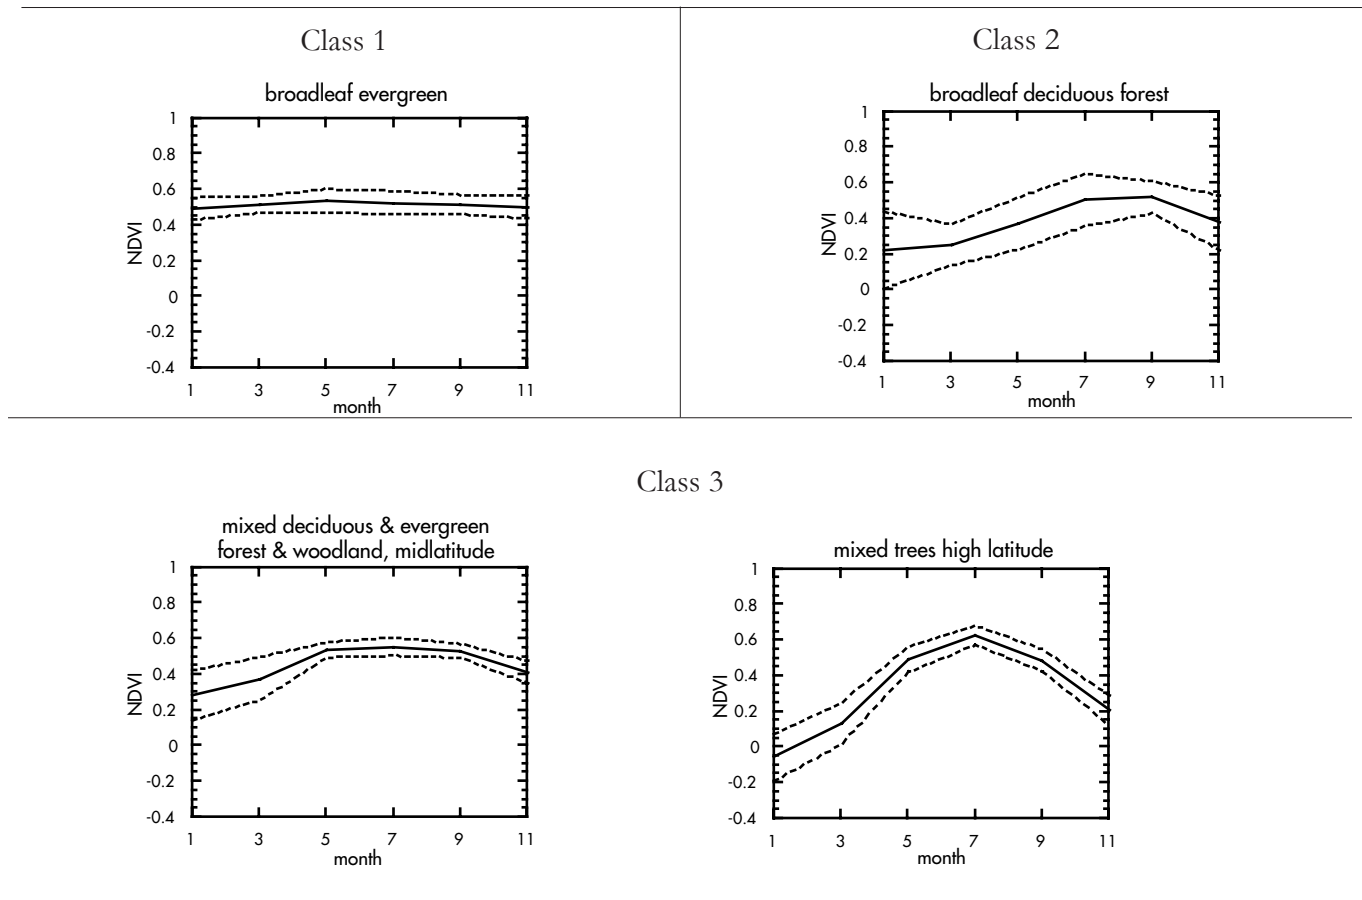 Class 1
broadleaf evergreen
1
0.8
0.6
0.4
0.2
0
-0.2
-0.4
NDVI
1 3 5 7 9 11
month
Class 2
broadleaf deciduous forest
1
0.8
0.6
0.4
0.2
0
-0.2
-0.4
NDVI
1 3 5 7 9 11
month
Class 3
mixed deciduous & evergreen
forest & woodland, midlatitude
1
0.8
0.6
0.4
0.2
0
-0.2
-0.4
NDVI
1 3 5 7 9 11
month
mixed trees high latitude
1
0.8
0.6
0.4
0.2
0
-0.2
-0.4
NDVI
1 3 5 7 9 11
month